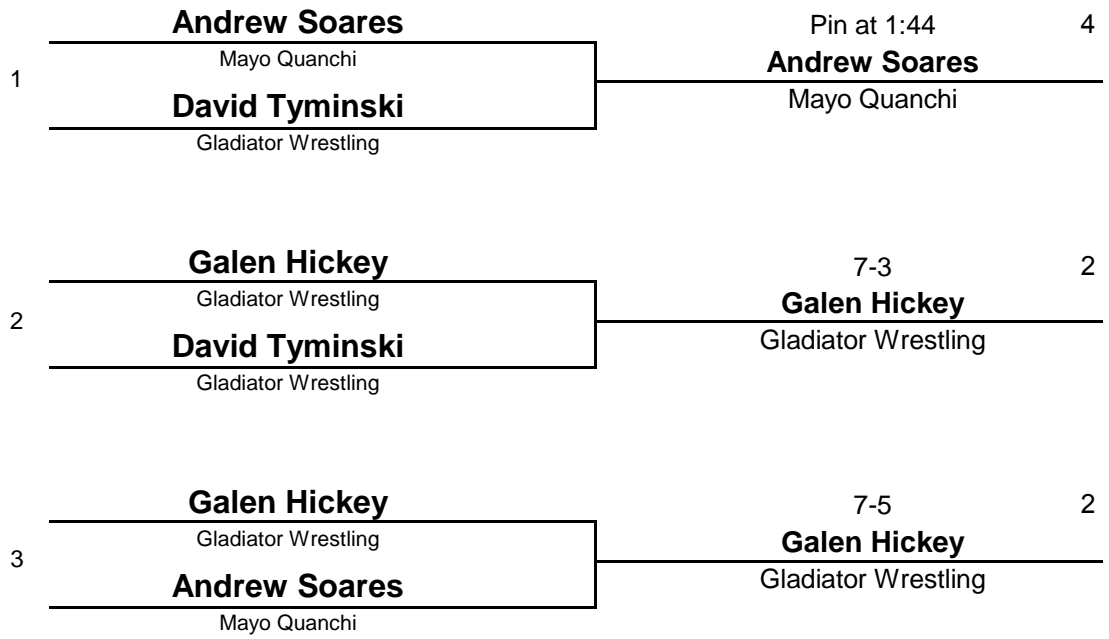 Andrew Soares
Mayo Quanchi
1
David Tyminski
Gladiator Wrestling
Pin at 1:44 4
Andrew Soares
Mayo Quanchi
Galen Hickey
Gladiator Wrestling
2
David Tyminski
Gladiator Wrestling
7-3 2
Galen Hickey
Gladiator Wrestling
Galen Hickey
Gladiator Wrestling
3
Andrew Soares
Mayo Quanchi
7-5 2
Galen Hickey
Gladiator Wrestling